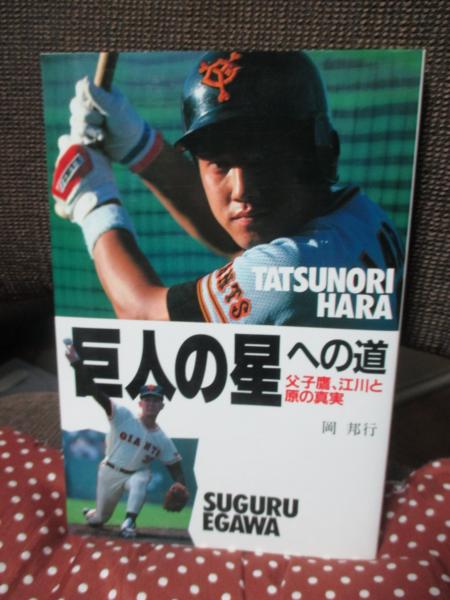 TATSUNORI
HARA
巨人の星への道
父子鷹、江川と
原の真実
岡 邦行
GIANTS
SUGURU
EGAWA